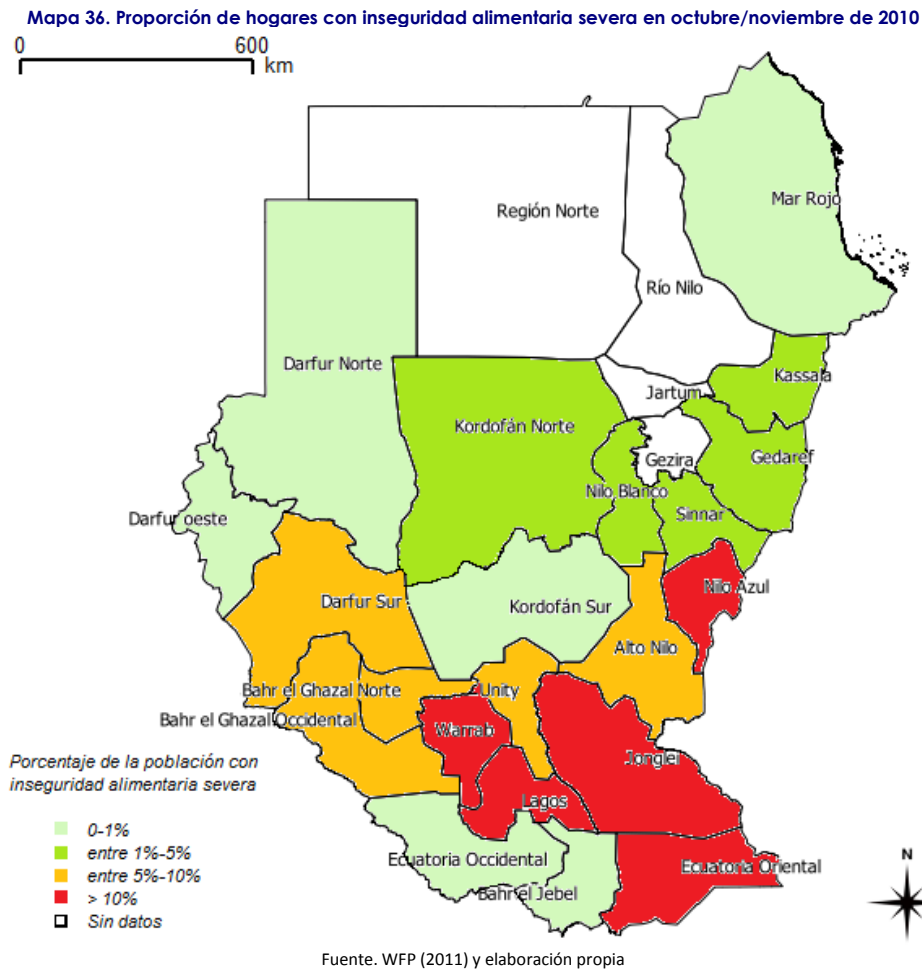 Mapa 36. Proporción de hogares con inseguridad alimentaria severa en octubre/noviembre de 2010
0 600
km
Mar Rojo
Región Norte
Río Nilo
Darfur Norte
Kassala
Jartum
Kordofán Norte
Gezira
Gedaref
Nilo Blanco
Sinnar
Darfur oeste
Nilo Azul
Darfur Sur
Kordofán Sur
Alto Nilo
Bahr el Ghazal Norte
Unity
Bahr el Ghazal Occidental
Warrab
Jonglei
Porcentaje de la población con
inseguridad alimentaria severa
Lagos
0-1%
entre 1%-5%
entre 5%-10%
> 10%
Sin datos
Ecuatoria Occidental
Ecuatoria Oriental
Bahr el Jebel
N
Fuente. WFP (2011) y elaboración propia